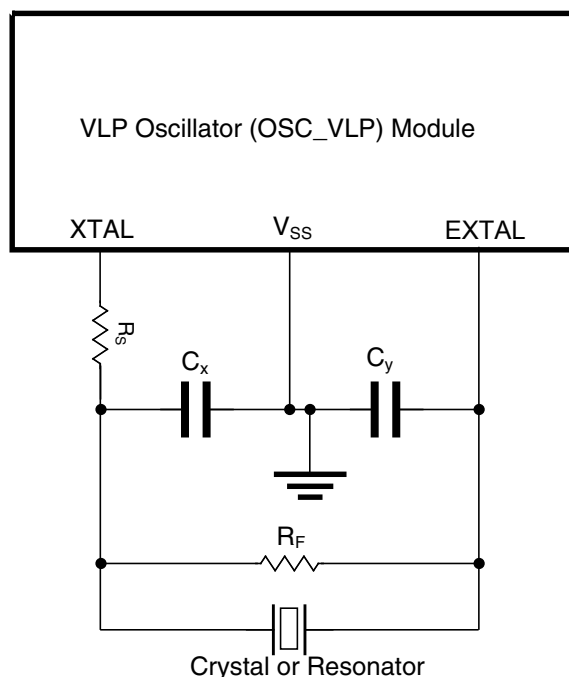 VLP Oscillator (OSC_VLP) Module
XTAL
VSS
EXTAL
RS
Cx
Cy
RF
Crystal or Resonator